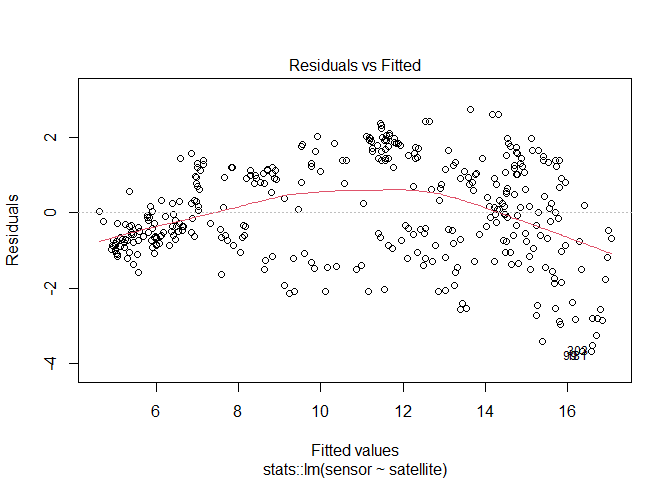 Residuals vs Fitted
Residuals
2
0
-2
-4
6
8
10
12
14
16
Fitted values
stats::lm(sensor ~ satellite)